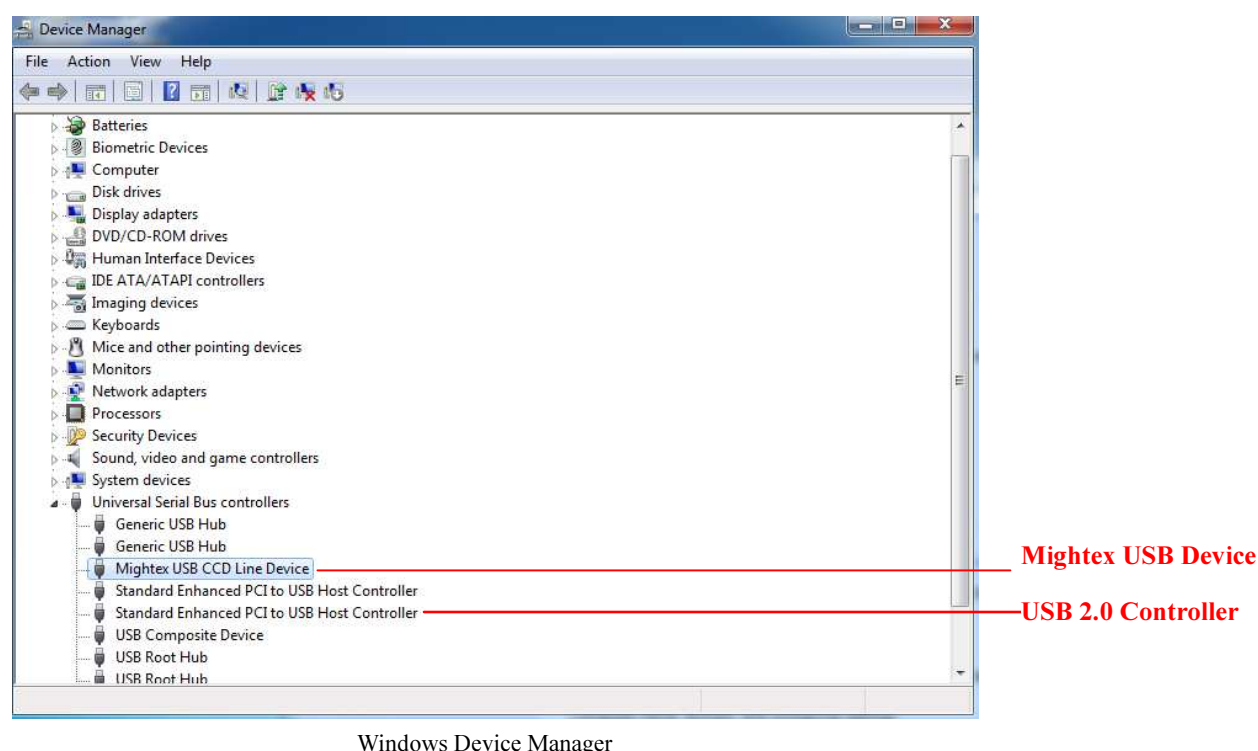 Device Manager
File Action View Help
Batteries
Biometric Devices
Computer
Disk drives
Display adapters
DVD/CD-ROM drives
Human Interface Devices
IDE ATA/ATAPI controllers
Imaging devices
Keyboards
Mice and other pointing devices
Monitors
Network adapters
Processors
Security Devices
Sound, video and game controllers
System devices
Universal Serial Bus controllers
Generic USB Hub
Generic USB Hub
Mightex USB CCD Line Device
Mightex USB Device
Standard Enhanced PCI to USB Host Controller
Standard Enhanced PCI to USB Host Controller
USB 2.0 Controller
USB Composite Device
USB Root Hub
USB Root Hub
Windows Device Manager